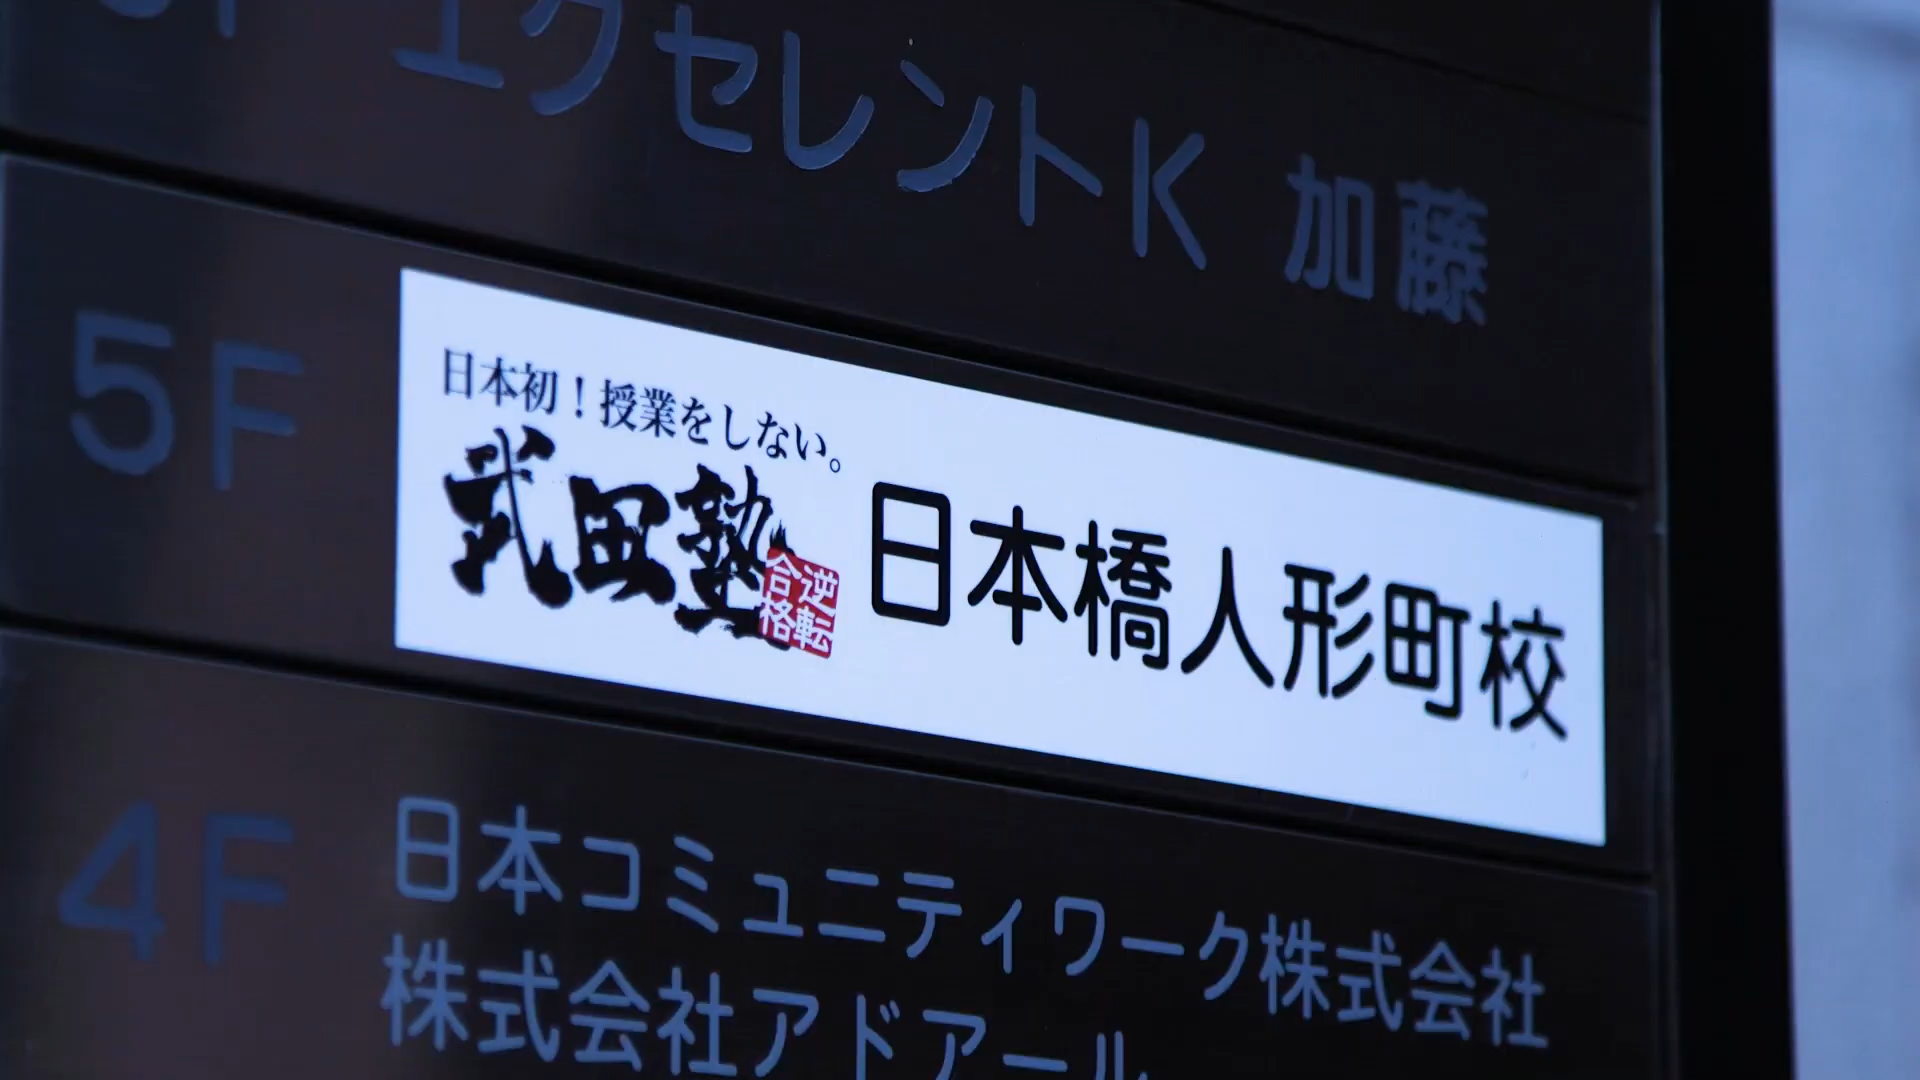 エクセレントK 加藤
5F
日本初！授業をしない。
武田塾
逆転
合格
日本橋人形町校
4F
日本コミュニティワーク株式会社
株式会社アドアール